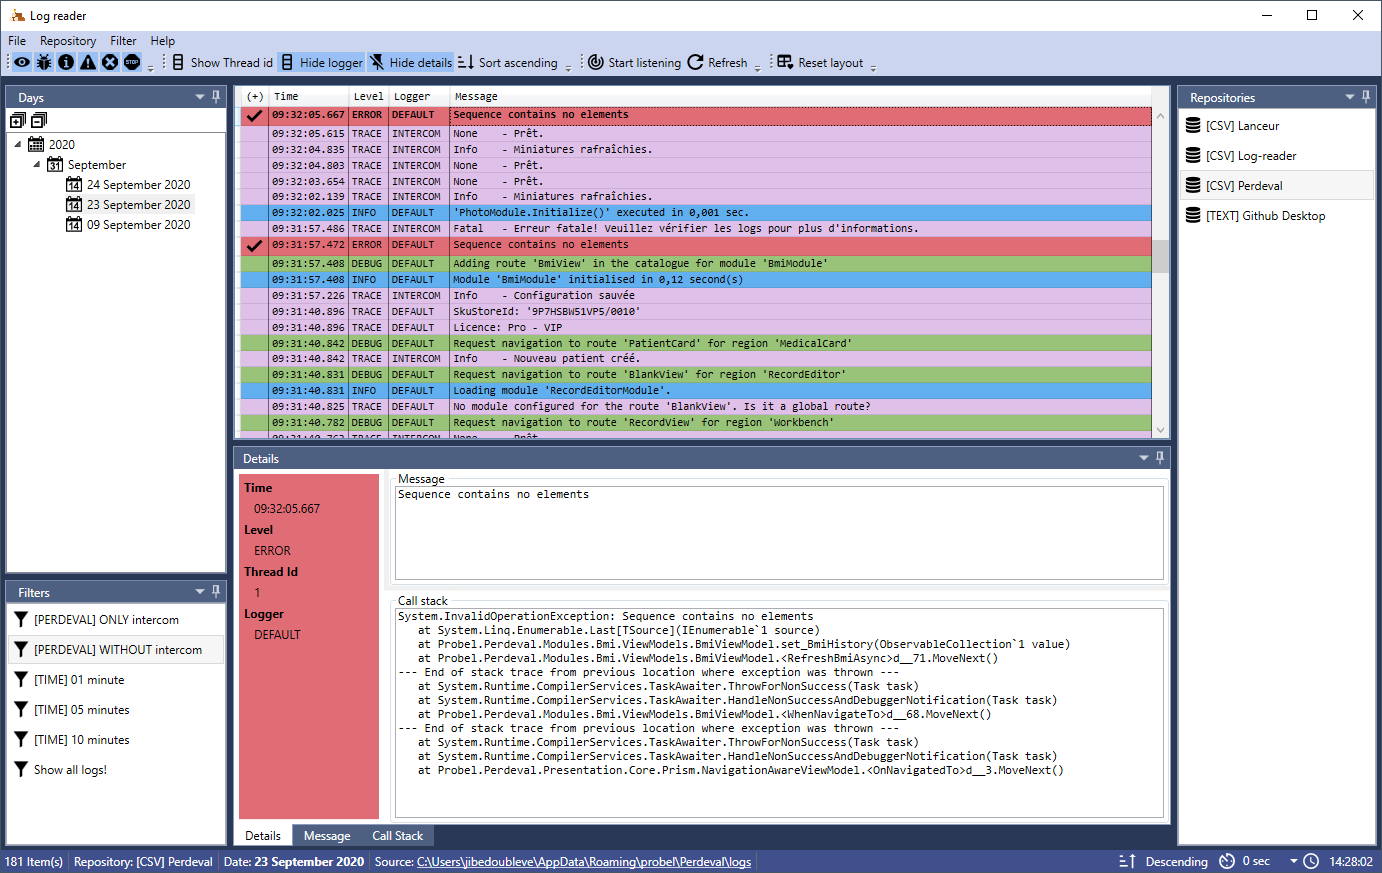 Log reader
File Repository Filter Help
STOP Show Thread id Hide logger Hide details Sort ascending Start listening Refresh Reset layout
Days
2020
31 September
14 24 September 2020
14 23 September 2020
14 09 September 2020
Filters
[PERDEVAL] ONLY intercom
[PERDEVAL] WITHOUT intercom
[TIME] 01 minute
[TIME] 05 minutes
[TIME] 10 minutes
Show all logs!
(+) Time Level Logger Message
09:32:05.667 ERROR DEFAULT Sequence contains no elements
09:32:05.615 TRACE INTERCOM None - Prêt.
09:32:04.835 TRACE INTERCOM Info - Miniatures rafraîchies.
09:32:04.803 TRACE INTERCOM None - Prêt.
09:32:03.654 TRACE INTERCOM None - Prêt.
09:32:02.139 TRACE INTERCOM Info - Miniatures rafraîchies.
09:32:02.025 INFO DEFAULT 'PhotoModule.Initialize()' executed in 0,001 sec.
09:31:57.486 TRACE INTERCOM Fatal - Erreur fatale! Veuillez vérifier les logs pour plus d'informations.
09:31:57.472 ERROR DEFAULT Sequence contains no elements
09:31:57.408 DEBUG DEFAULT Adding route 'BmiView' in the catalogue for module 'BmiModule'
09:31:57.408 INFO DEFAULT Module 'BmiModule' initialised in 0,12 second(s)
09:31:57.226 TRACE INTERCOM Info - Configuration sauvée
09:31:40.896 TRACE DEFAULT SkuStoreId: '9P7HSBW51VP5/0010'
09:31:40.896 TRACE DEFAULT Licence: Pro - VIP
09:31:40.842 DEBUG DEFAULT Request navigation to route 'PatientCard' for region 'MedicalCard'
09:31:40.842 TRACE INTERCOM Info - Nouveau patient créé.
09:31:40.831 DEBUG DEFAULT Request navigation to route 'BlankView' for region 'RecordEditor'
09:31:40.831 INFO DEFAULT Loading module 'RecordEditorModule'.
09:31:40.825 TRACE DEFAULT No module configured for the route 'BlankView'. Is it a global route?
09:31:40.782 DEBUG DEFAULT Request navigation to route 'RecordView' for region 'Workbench'
09:31:40.762 TRACE INTERCOM None - Prêt.
Details
Time
09:32:05.667
Level
ERROR
Thread Id
1
Logger
DEFAULT
Message
Sequence contains no elements
Call stack
System.InvalidOperationException: Sequence contains no elements
at System.Linq.Enumerable.Last[TSource](IEnumerable`1 source)
at Probel.Perdeval.Modules.Bmi.ViewModels.BmiViewModel.set_BmiHistory(ObservableCollection`1 value)
at Probel.Perdeval.Modules.Bmi.ViewModels.BmiViewModel.<RefreshBmiAsync>d__71.MoveNext()
--- End of stack trace from previous location where exception was thrown ---
at System.Runtime.CompilerServices.TaskAwaiter.ThrowForNonSuccess(Task task)
at System.Runtime.CompilerServices.TaskAwaiter.HandleNonSuccessAndDebuggerNotification(Task task)
at Probel.Perdeval.Modules.Bmi.ViewModels.BmiViewModel.<WhenNavigateTo>d__68.MoveNext()
--- End of stack trace from previous location where exception was thrown ---
at System.Runtime.CompilerServices.TaskAwaiter.ThrowForNonSuccess(Task task)
at System.Runtime.CompilerServices.TaskAwaiter.HandleNonSuccessAndDebuggerNotification(Task task)
at Probel.Perdeval.Presentation.Core.Prism.NavigationAwareViewModel.<OnNavigatedTo>d__3.MoveNext()
Details Message Call Stack
Repositories
[CSV] Lanceur
[CSV] Log-reader
[CSV] Perdeval
[TEXT] Github Desktop
181 Item(s) Repository: [CSV] Perdeval Date: 23 September 2020 Source: C:\Users\jibedoubleve\AppData\Roaming\probel\Perdeval\logs Descending 0 sec 14:28:02